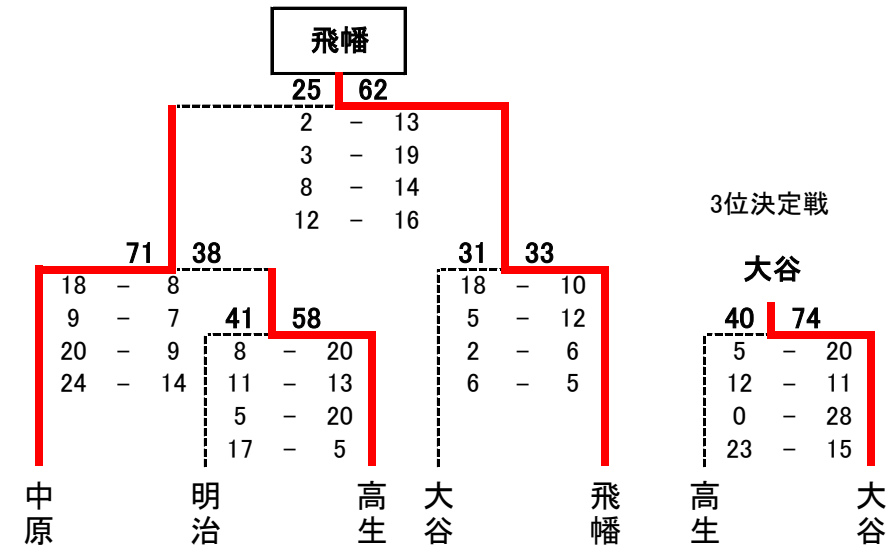 飛幡
25 62
2 － 13
3 － 19
8 － 14
12 － 16
3位決定戦
71 38
31 33
大谷
18 － 8
18 － 10
9 － 7
41 58
5 － 12
40 74
20 － 9
8 － 20
2 － 6
5 － 20
24 － 14
11 － 13
6 － 5
12 － 11
5 － 20
0 － 28
17 － 5
23 － 15
中原
明治
高生
大谷
飛幡
高生
大谷